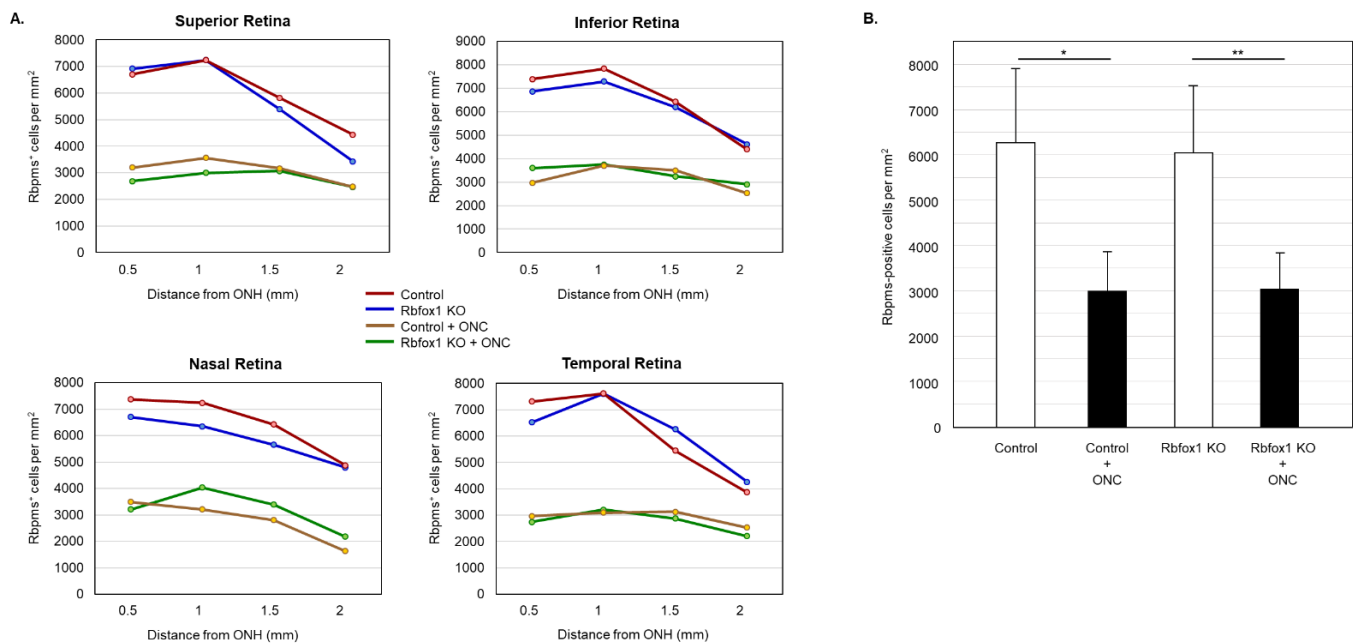 A.
Superior Retina
Rbpms⁺ cells per mm²
8000
7000
6000
5000
4000
3000
2000
1000
0
0.5 1 1.5 2
Distance from ONH (mm)
Inferior Retina
Rbpms⁺ cells per mm²
9000
8000
7000
6000
5000
4000
3000
2000
1000
0
0.5 1 1.5 2
Distance from ONH (mm)
Control
Rbfox1 KO
Control + ONC
Rbfox1 KO + ONC
Nasal Retina
Rbpms⁺ cells per mm²
8000
7000
6000
5000
4000
3000
2000
1000
0
0.5 1 1.5 2
Distance from ONH (mm)
Temporal Retina
Rbpms⁺ cells per mm²
8000
7000
6000
5000
4000
3000
2000
1000
0
0.5 1 1.5 2
Distance from ONH (mm)
B.
* **
Rbpms-positive cells per mm²
8000
7000
6000
5000
4000
3000
2000
1000
0
Control
Control
+
ONC
Rbfox1 KO
Rbfox1 KO
+
ONC